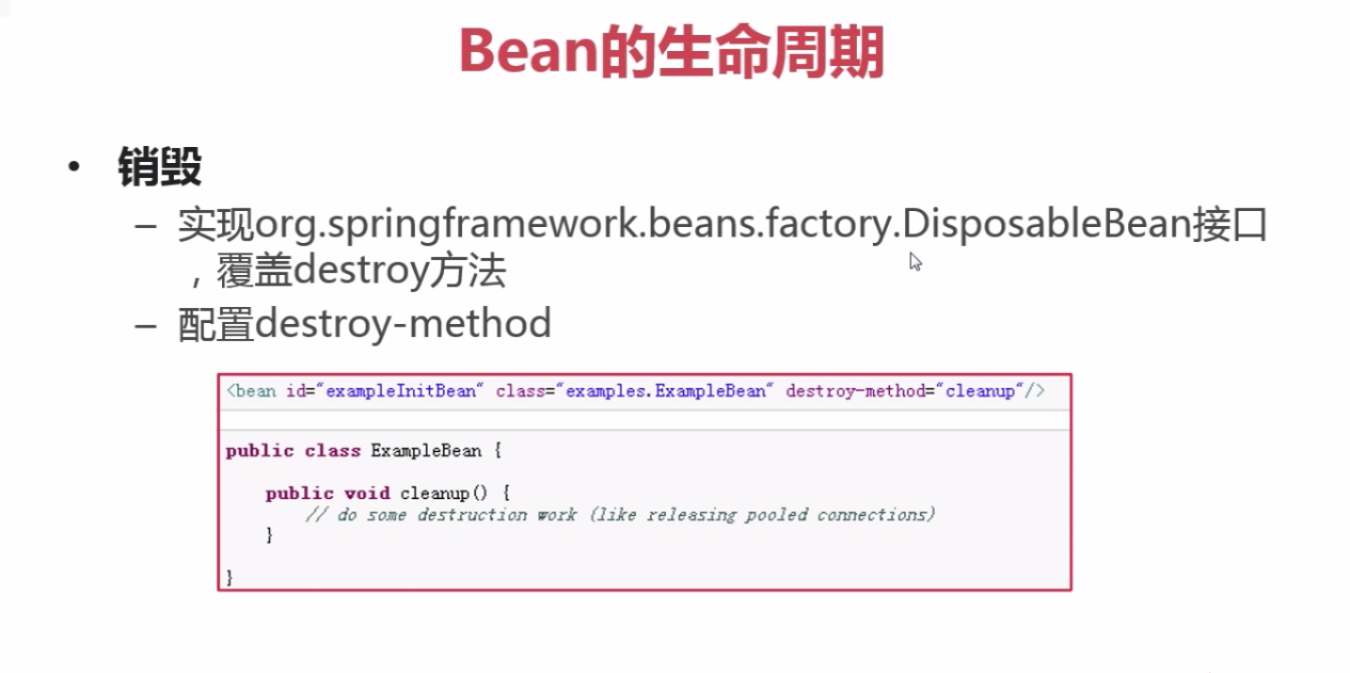 Bean的生命周期
• 销毁
– 实现org.springframework.beans.factory.DisposableBean接口
，覆盖destroy方法
– 配置destroy-method
<bean id="exampleInitBean" class="examples.ExampleBean" destroy-method="cleanup"/>
public class ExampleBean {
public void cleanup() {
// do some destruction work (like releasing pooled connections)
}
}